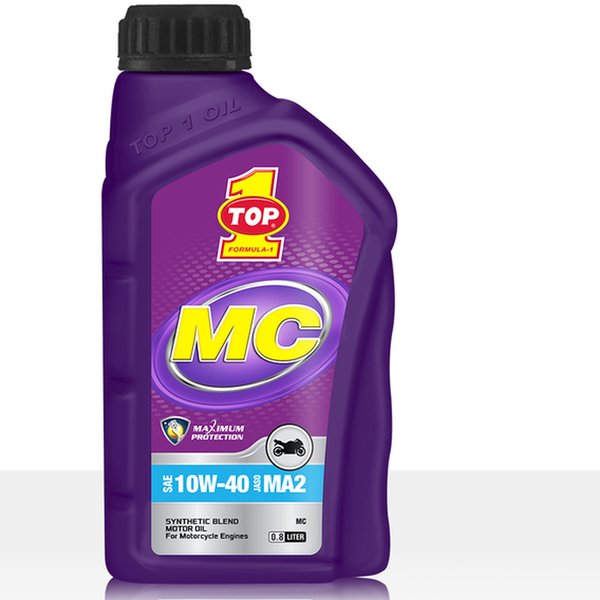 TOP 1 OIL
1
TOP®
FORMULA-1
MC
MAXIMUM
PROTECTION
SAE 10W-40 JASO MA2
SYNTHETIC BLEND
MOTOR OIL
For Motorcycle Engines
MC
0.8 LITER